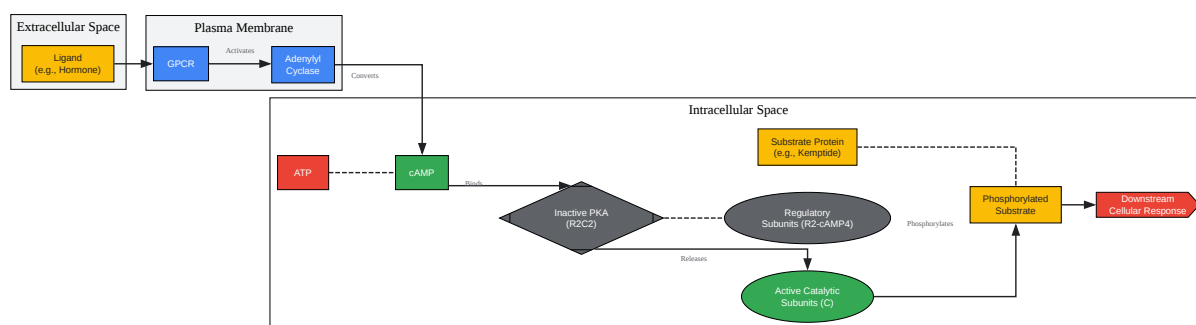 Extracellular Space
Ligand
(e.g., Hormone)
Plasma Membrane
GPCR
Activates
Adenylyl
Cyclase
Converts
Intracellular Space
ATP
cAMP
Binds
Inactive PKA
(R2C2)
Substrate Protein
(e.g., Kemptide)
Regulatory
Subunits (R2-cAMP4)
Releases
Active Catalytic
Subunits (C)
Phosphorylates
Phosphorylated
Substrate
Downstream
Cellular Response